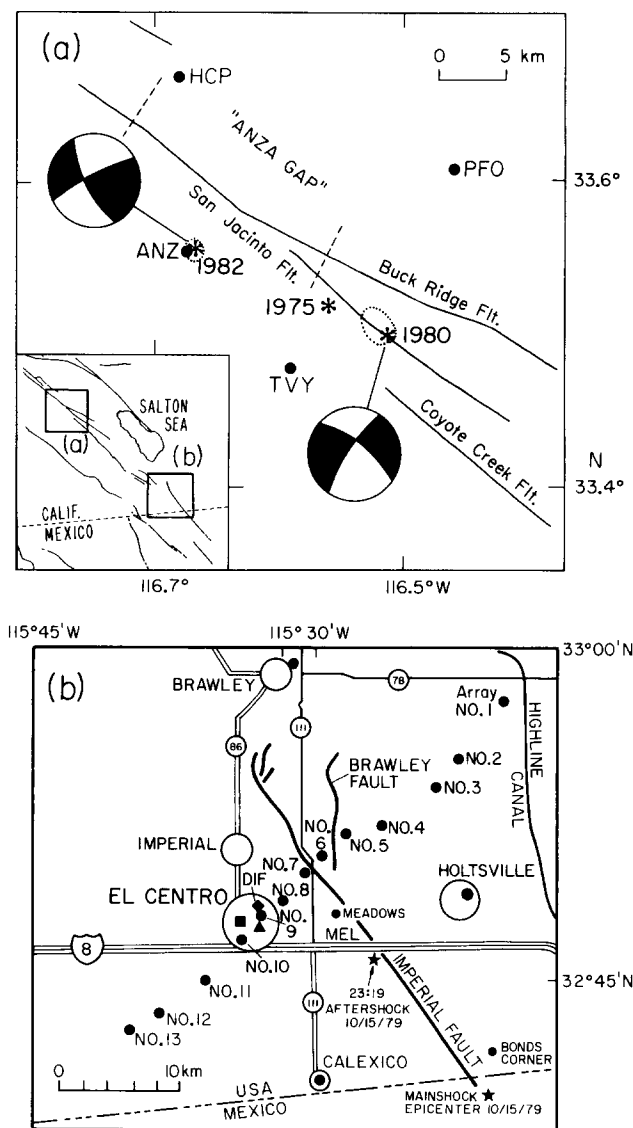 (a)
HCP
0 5 km
"ANZA GAP"
PFO
33.6°
San Jacinto Flt.
ANZ
1982
Buck Ridge Flt.
1975
1980
TVY
Coyote Creek Flt.
N
33.4°
SALTON
SEA
(a)
(b)
CALIF.
MEXICO
116.7°
116.5°W
115°45'W
115°30'W
33°00'N
(b)
BRAWLEY
78
Array
NO.1
HIGHLINE
CANAL
111
86
BRAWLEY
FAULT
NO.2
NO.3
NO.4
NO.5
NO.
6
IMPERIAL
NO.7
HOLTSVILLE
DIF
NO.8
EL CENTRO
NO.
9
MEADOWS
MEL
8
NO.10
IMPERIAL FAULT
32°45'N
NO.11
23:19
AFTERSHOCK
10/15/79
111
NO.12
NO.13
BONDS
CORNER
0 10km
CALEXICO
USA
MEXICO
MAINSHOCK
EPICENTER 10/15/79